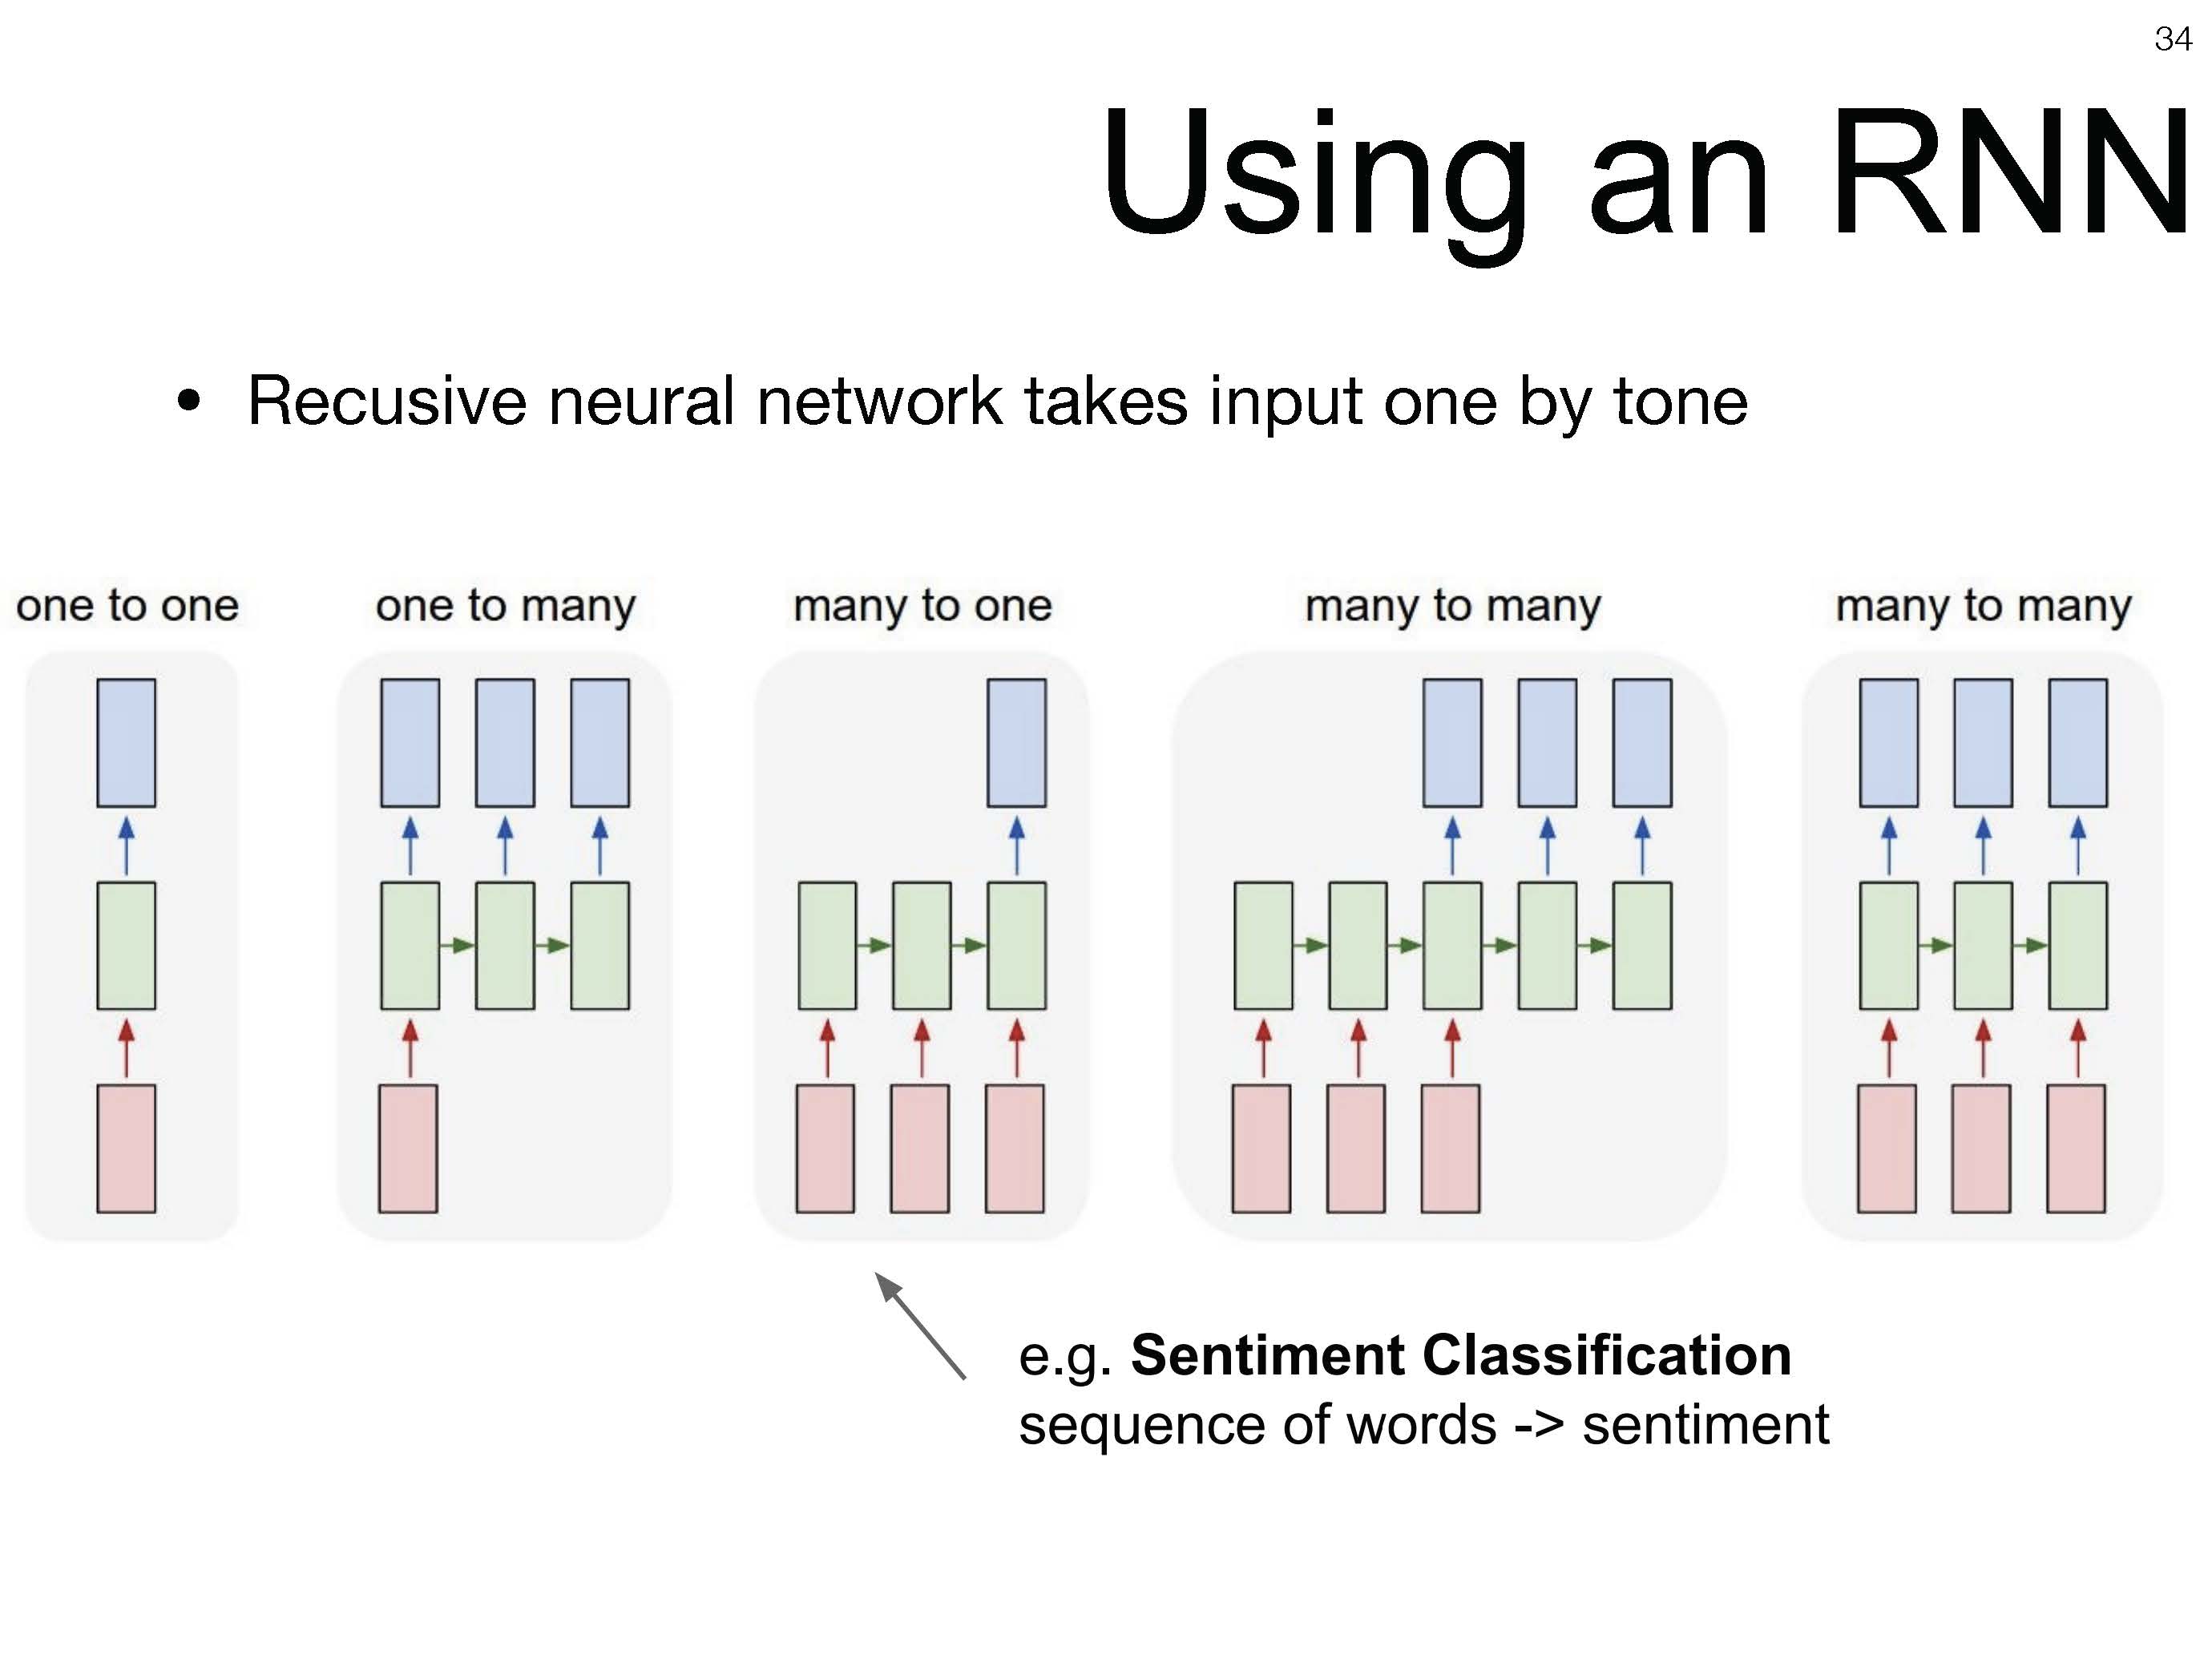 34
Using an RNN
• Recusive neural network takes input one by tone
one to one
one to many
many to one
many to many
many to many
e.g. Sentiment Classification
sequence of words -> sentiment